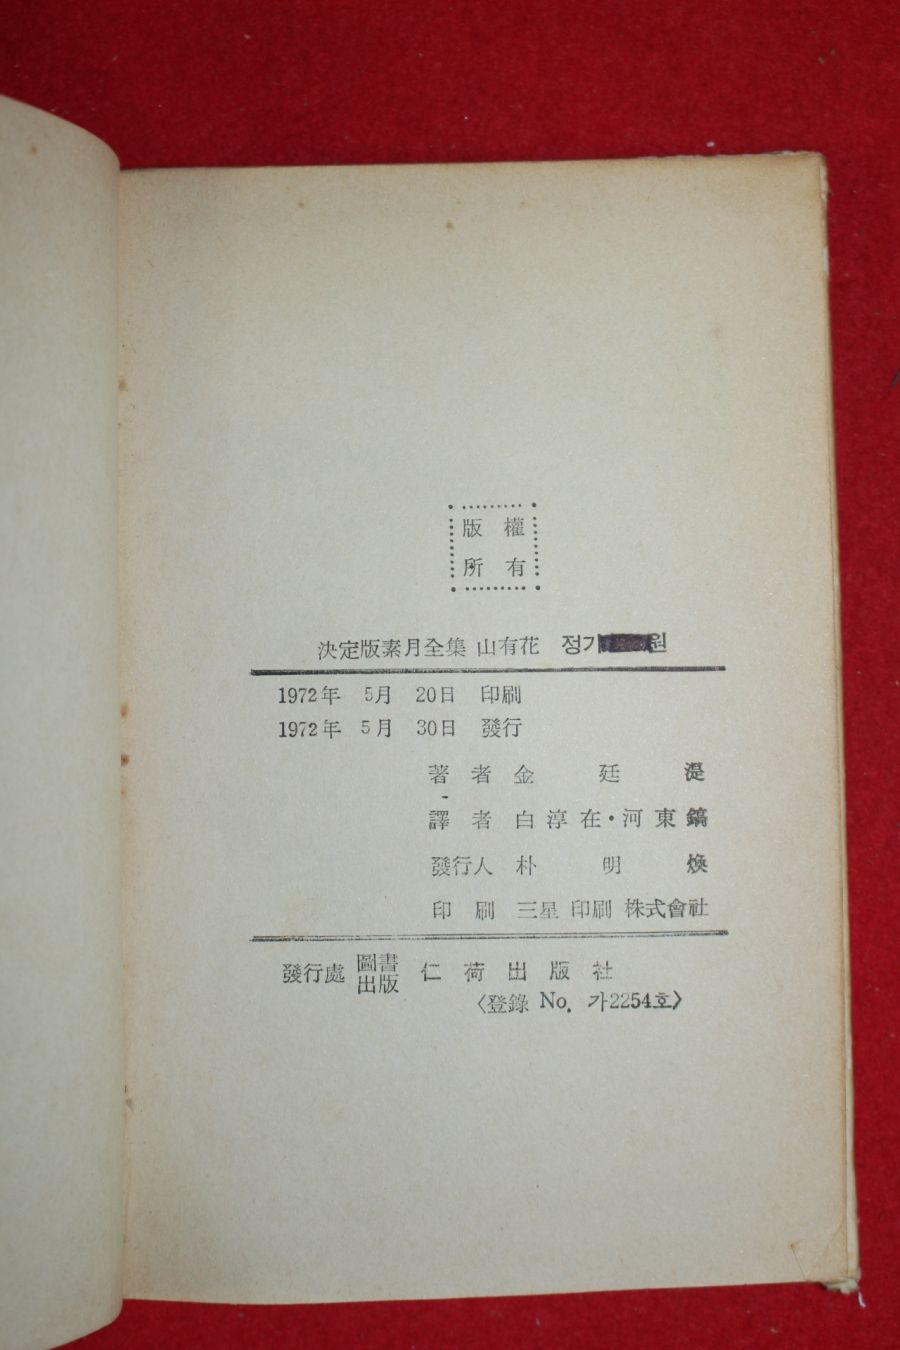 版 權
所 有
決定版素月全集 山有花 정가 원
1972年 5月 20日 印刷
1972年 5月 30日 發行
著 者 金 廷 湜
譯 者 白淳在・河東鎬
發行人 朴 明 煥
印 刷 三星印刷 株式會社
發行處 圖書出版 仁荷出版社
〈登錄 No. 가2254호〉